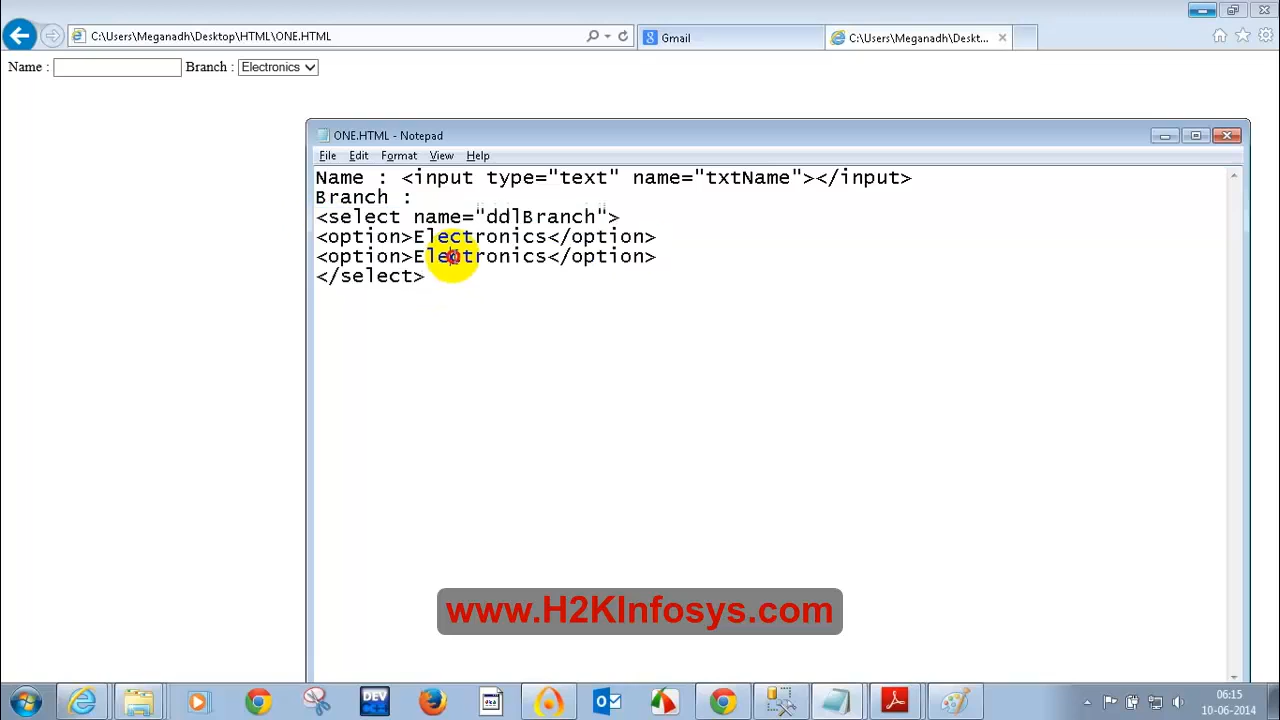 C:\Users\Meganadh\Desktop\HTML\ONE.HTML
Gmail
C:\Users\Meganadh\Deskt...
Name :
Branch : Electronics
ONE.HTML - Notepad
File Edit Format View Help
Name : <input type="text" name="txtName"></input>
Branch :
<select name="ddlBranch">
<option>Electronics</option>
<option>Electronics</option>
</select>
www.H2KInfosys.com
DEV
06:15
10-06-2014